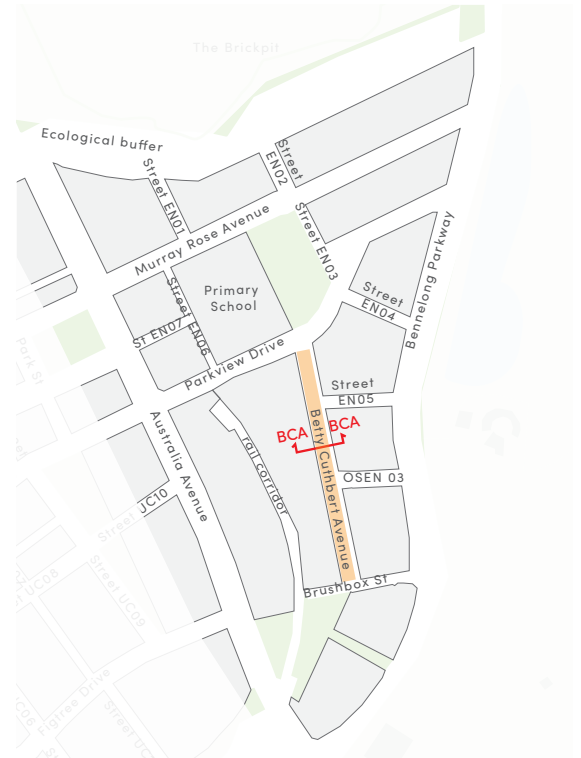 The Brickpit
Ecological buffer
Street EN01
Street
EN02
Murray Rose Avenue
Street EN03
Primary
School
Street
EN04
Bennelong Parkway
St EN07
Street EN06
Parkview Drive
Park St
Street
EN05
BCA
BCA
Betty Cuthbert Avenue
Australia Avenue
rail corridor
OSEN 03
Street UC10
UC08
Street UC09
Brushbox St
Figtree Drive
UC06
Street UC